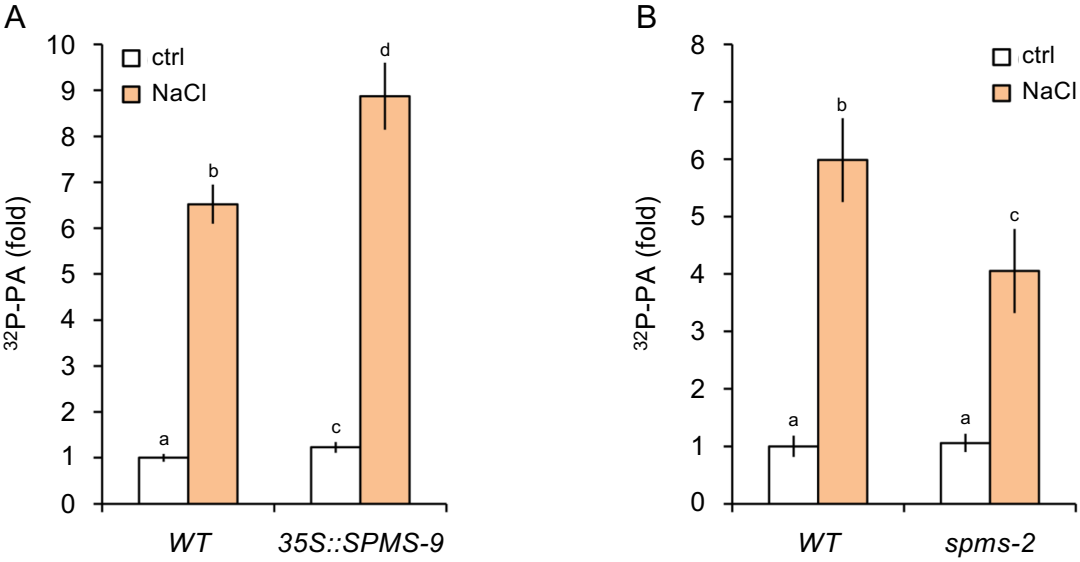 A
10
9
8
7
6
5
4
3
2
1
0
³²P-PA (fold)
ctrl
NaCl
a
b
c
d
WT
35S::SPMS-9
B
8
7
6
5
4
3
2
1
0
³²P-PA (fold)
ctrl
NaCl
a
b
a
c
WT
spms-2